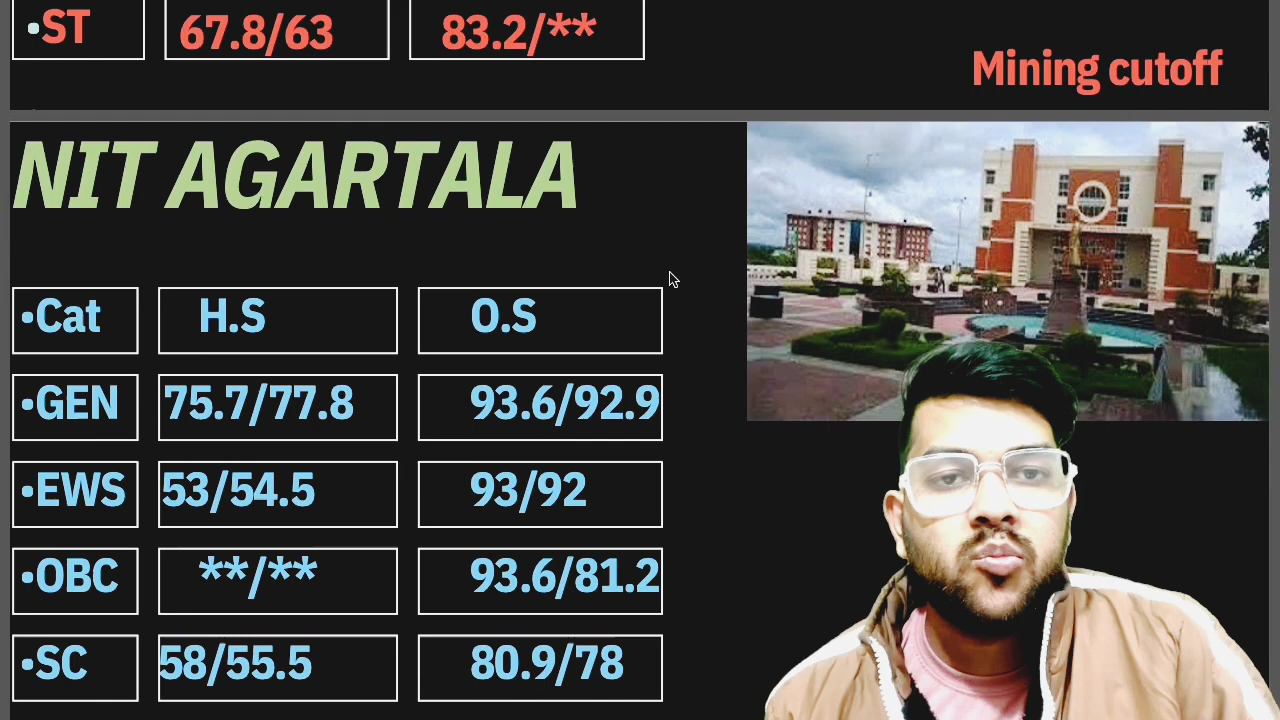 •ST 67.8/63 83.2/**
Mining cutoff
NIT AGARTALA
•Cat H.S O.S
•GEN 75.7/77.8 93.6/92.9
•EWS 53/54.5 93/92
•OBC **/** 93.6/81.2
•SC 58/55.5 80.9/78